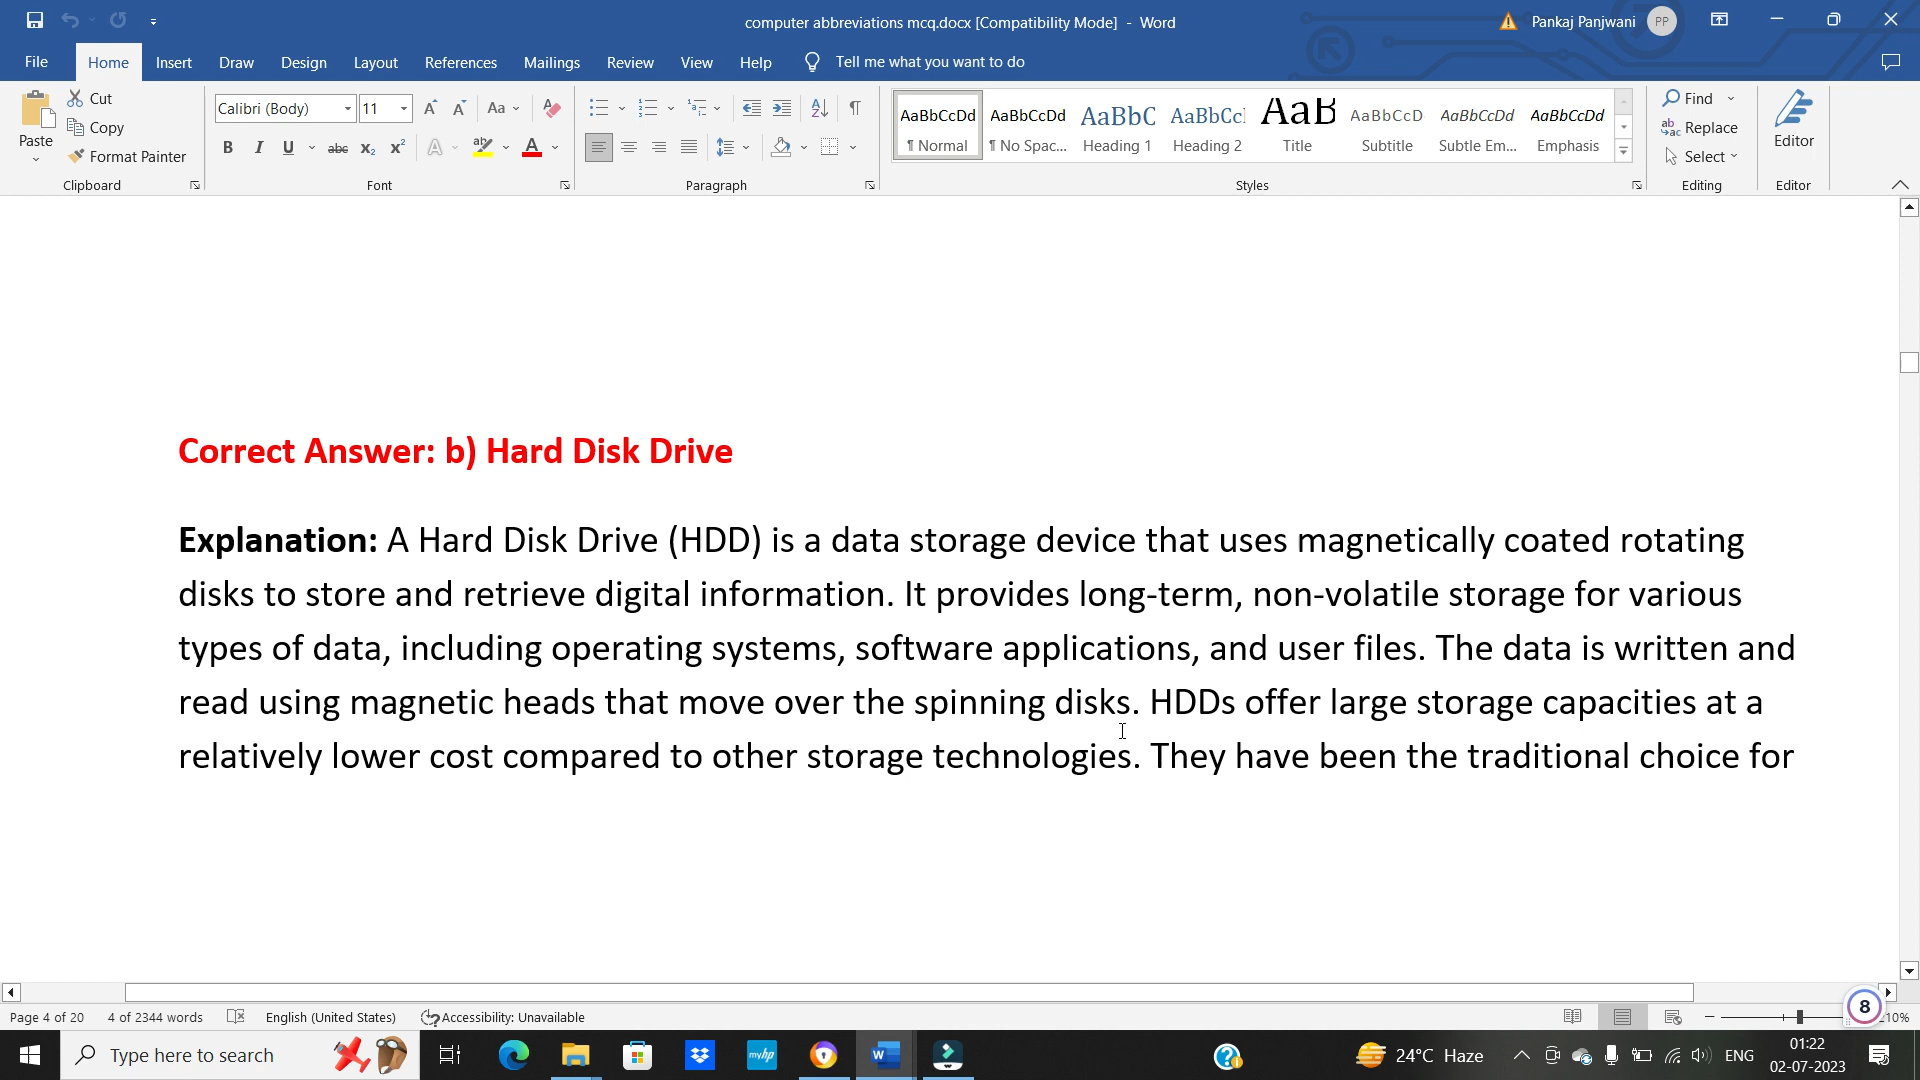 computer abbreviations mcq.docx [Compatibility Mode] - Word
Pankaj Panjwani
PP
File Home Insert Draw Design Layout References Mailings Review View Help Tell me what you want to do
Paste
Cut
Copy
Format Painter
Clipboard
Calibri (Body) 11
Font
Paragraph
AaBbCcDd AaBbCcDd AaBbC AaBbCc AaB AaBbCcD AaBbCcDd AaBbCcDd
¶ Normal ¶ No Spac... Heading 1 Heading 2 Title Subtitle Subtle Em... Emphasis
Styles
Find
Replace
Select
Editing
Editor
Editor
Correct Answer: b) Hard Disk Drive
Explanation: A Hard Disk Drive (HDD) is a data storage device that uses magnetically coated rotating
disks to store and retrieve digital information. It provides long-term, non-volatile storage for various
types of data, including operating systems, software applications, and user files. The data is written and
read using magnetic heads that move over the spinning disks. HDDs offer large storage capacities at a
relatively lower cost compared to other storage technologies. They have been the traditional choice for
Page 4 of 20 4 of 2344 words English (United States) Accessibility: Unavailable
8
Type here to search
24°C Haze
ENG
01:22
02-07-2023